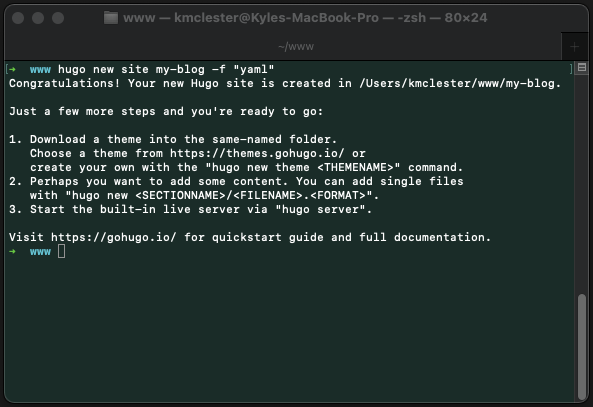 www — kmclester@Kyles-MacBook-Pro — -zsh — 80×24
~/www
+
[➜  www hugo new site my-blog -f "yaml" ]
Congratulations! Your new Hugo site is created in /Users/kmclester/www/my-blog.
Just a few more steps and you're ready to go:
1. Download a theme into the same-named folder.
   Choose a theme from https://themes.gohugo.io/ or
   create your own with the "hugo new theme <THEMENAME>" command.
2. Perhaps you want to add some content. You can add single files
   with "hugo new <SECTIONNAME>/<FILENAME>.<FORMAT>".
3. Start the built-in live server via "hugo server".
Visit https://gohugo.io/ for quickstart guide and full documentation.
➜  www